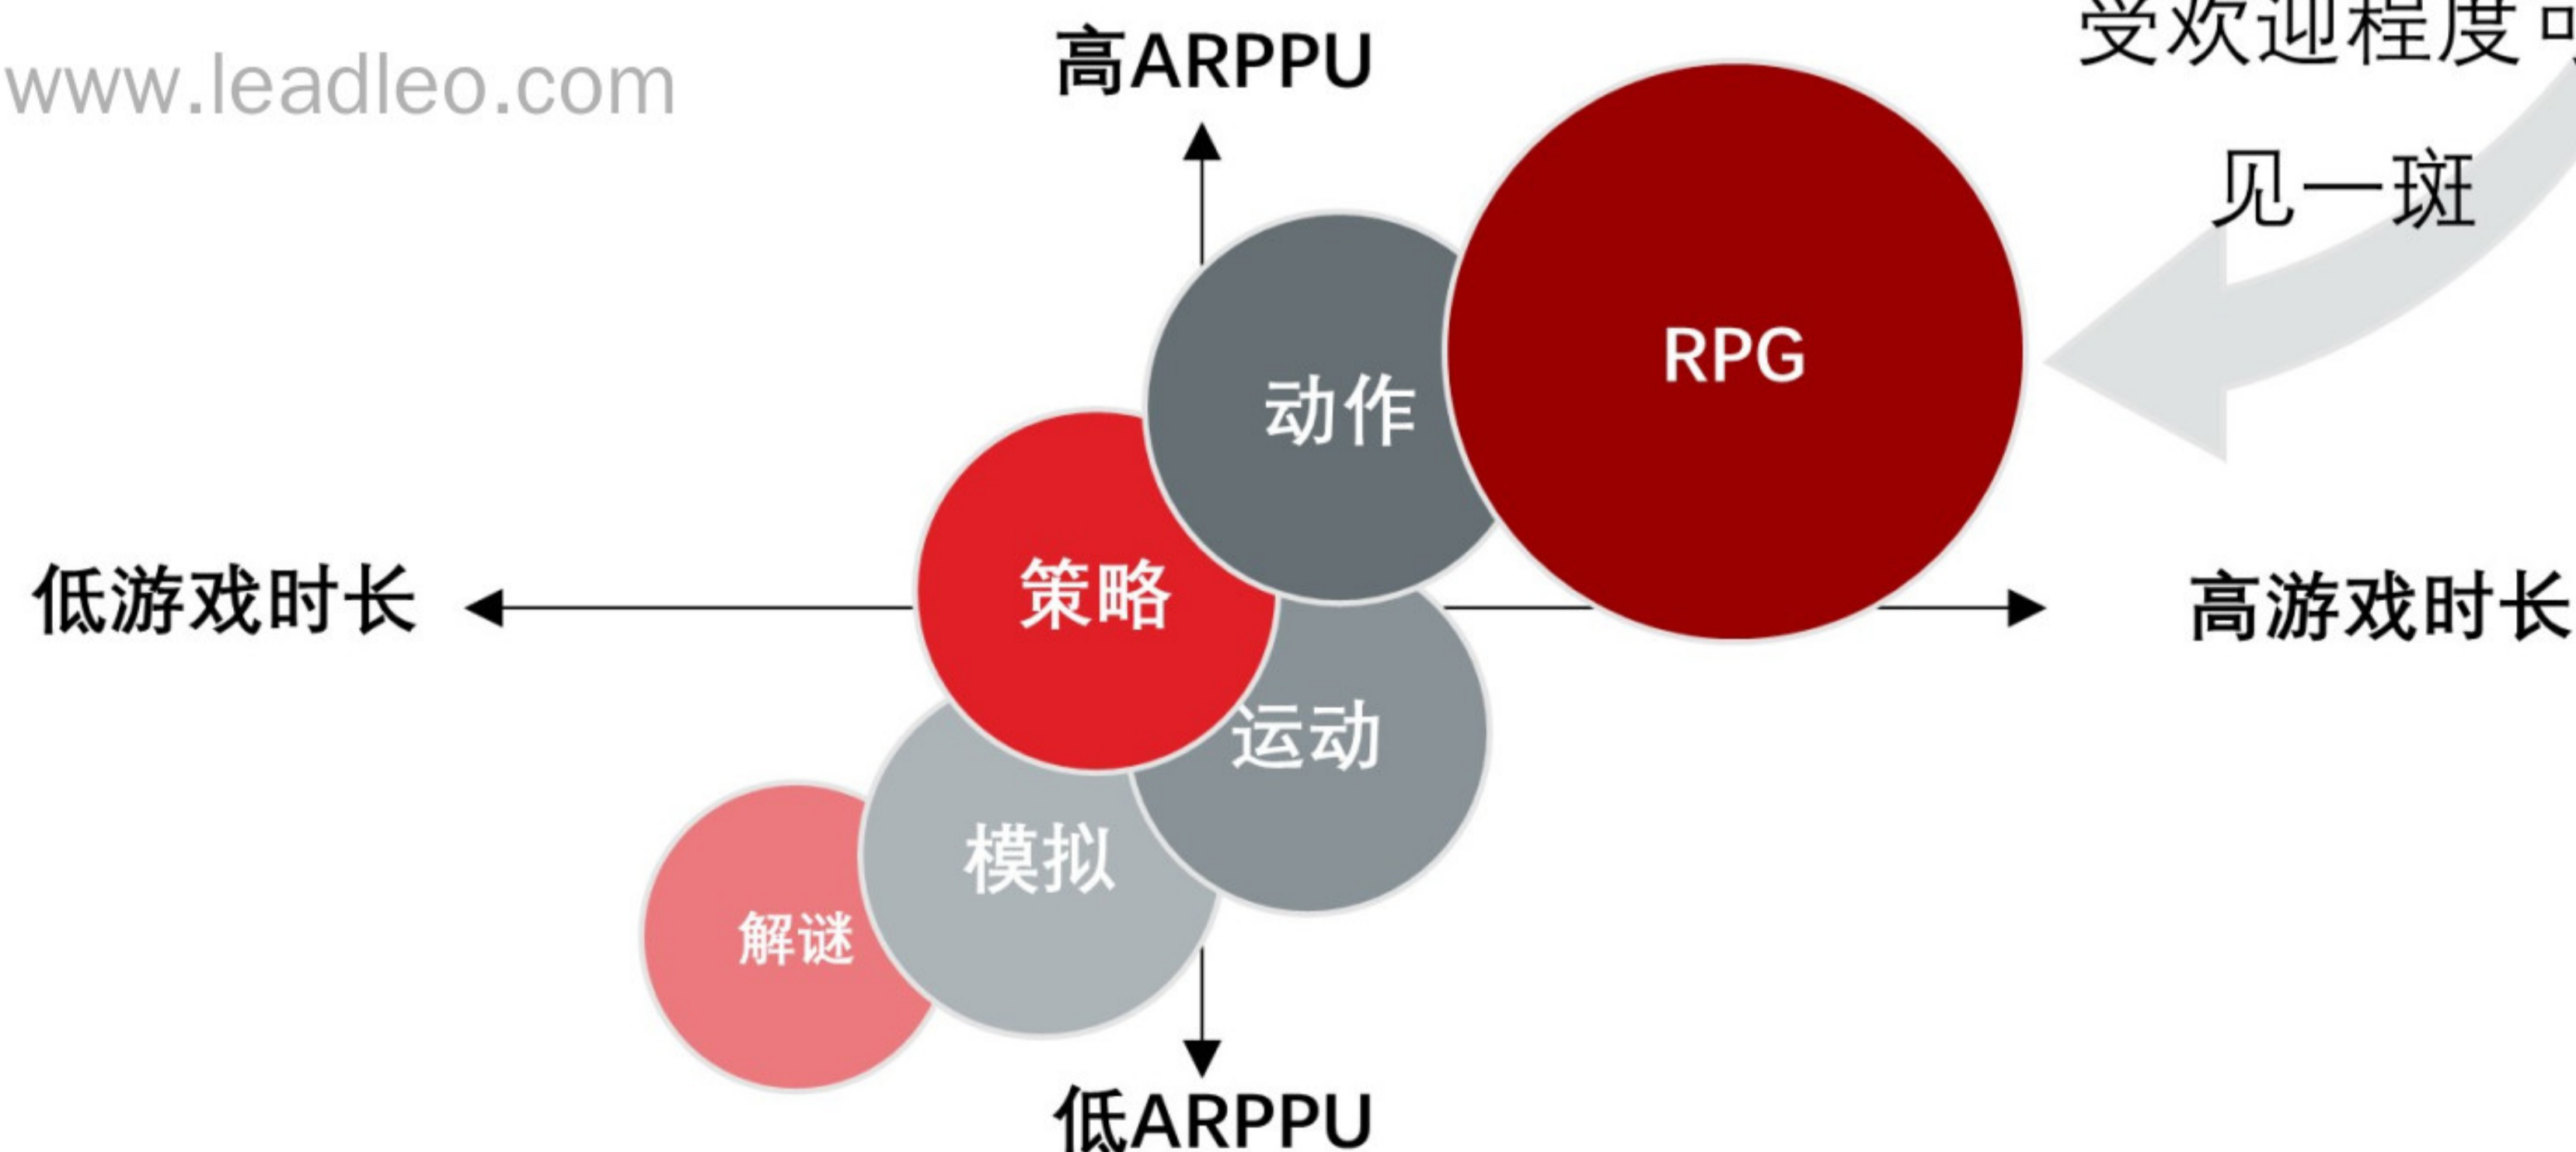 www.leadleo.com
高ARPPU
受欢迎程度可
见一斑
RPG
动作
策略
低游戏时长
高游戏时长
运动
模拟
解谜
低ARPPU